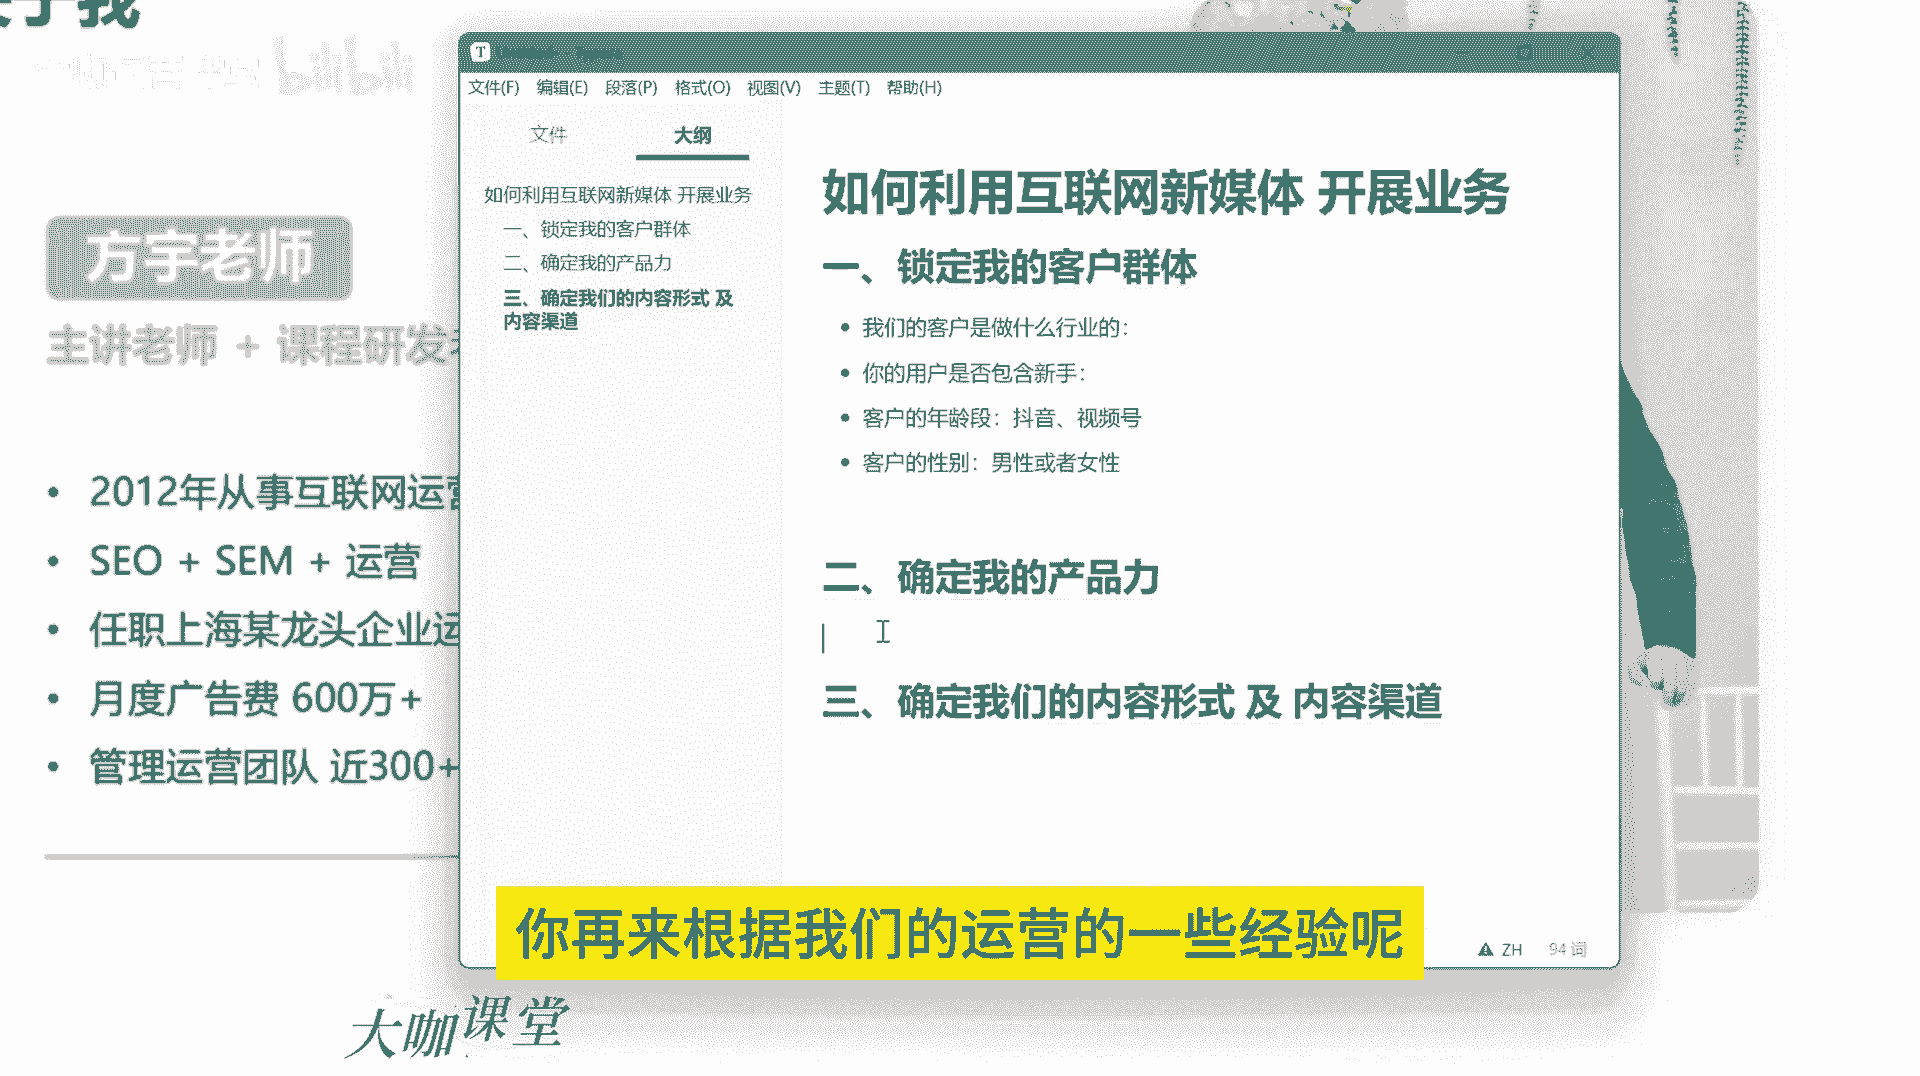 关于我
bilibili
方宇老师
主讲老师 + 课程研发
2012年从事互联网运营
SEO + SEM + 运营
任职上海某龙头企业运
月度广告费 600万+
管理运营团队 近300+
大咖课堂
T
文件(F) 编辑(E) 段落(P) 格式(O) 视图(V) 主题(T) 帮助(H)
文件 大纲
如何利用互联网新媒体 开展业务
一、锁定我的客户群体
二、确定我的产品力
三、确定我们的内容形式 及
内容渠道
如何利用互联网新媒体 开展业务
一、锁定我的客户群体
我们的客户是做什么行业的：
你的用户是否包含新手：
客户的年龄段：抖音、视频号
客户的性别：男性或者女性
二、确定我的产品力
三、确定我们的内容形式 及 内容渠道
ZH 94 词
你再来根据我们的运营的一些经验呢